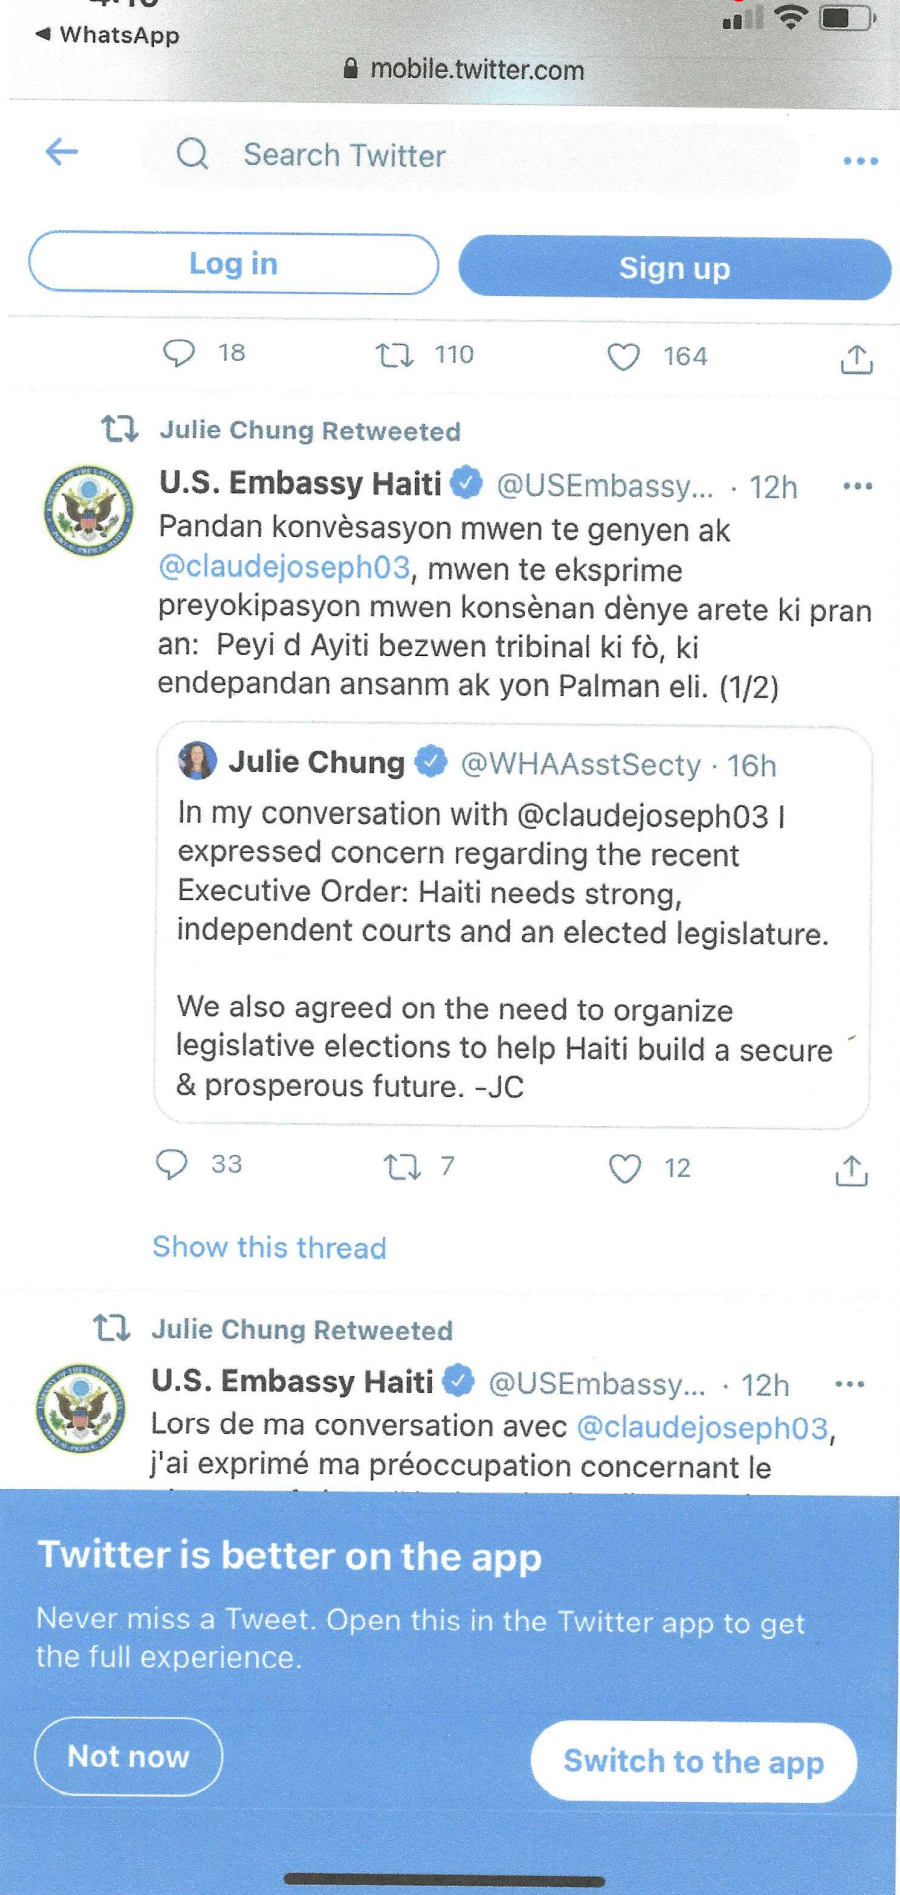 ◄ WhatsApp
mobile.twitter.com
Search Twitter
Log in
Sign up
18 110 164
Julie Chung Retweeted
U.S. Embassy Haiti @USEmbassy... · 12h
Pandan konvèsasyon mwen te genyen ak
@claudejoseph03, mwen te eksprime
preyokipasyon mwen konsènan dènye arete ki pran
an: Peyi d Ayiti bezwen tribinal ki fò, ki
endepandan ansanm ak yon Palman eli. (1/2)
Julie Chung @WHAAsstSecty · 16h
In my conversation with @claudejoseph03 I
expressed concern regarding the recent
Executive Order: Haiti needs strong,
independent courts and an elected legislature.
We also agreed on the need to organize
legislative elections to help Haiti build a secure
& prosperous future. -JC
33 7 12
Show this thread
Julie Chung Retweeted
U.S. Embassy Haiti @USEmbassy... · 12h
Lors de ma conversation avec @claudejoseph03,
j'ai exprimé ma préoccupation concernant le
Twitter is better on the app
Never miss a Tweet. Open this in the Twitter app to get
the full experience.
Not now
Switch to the app